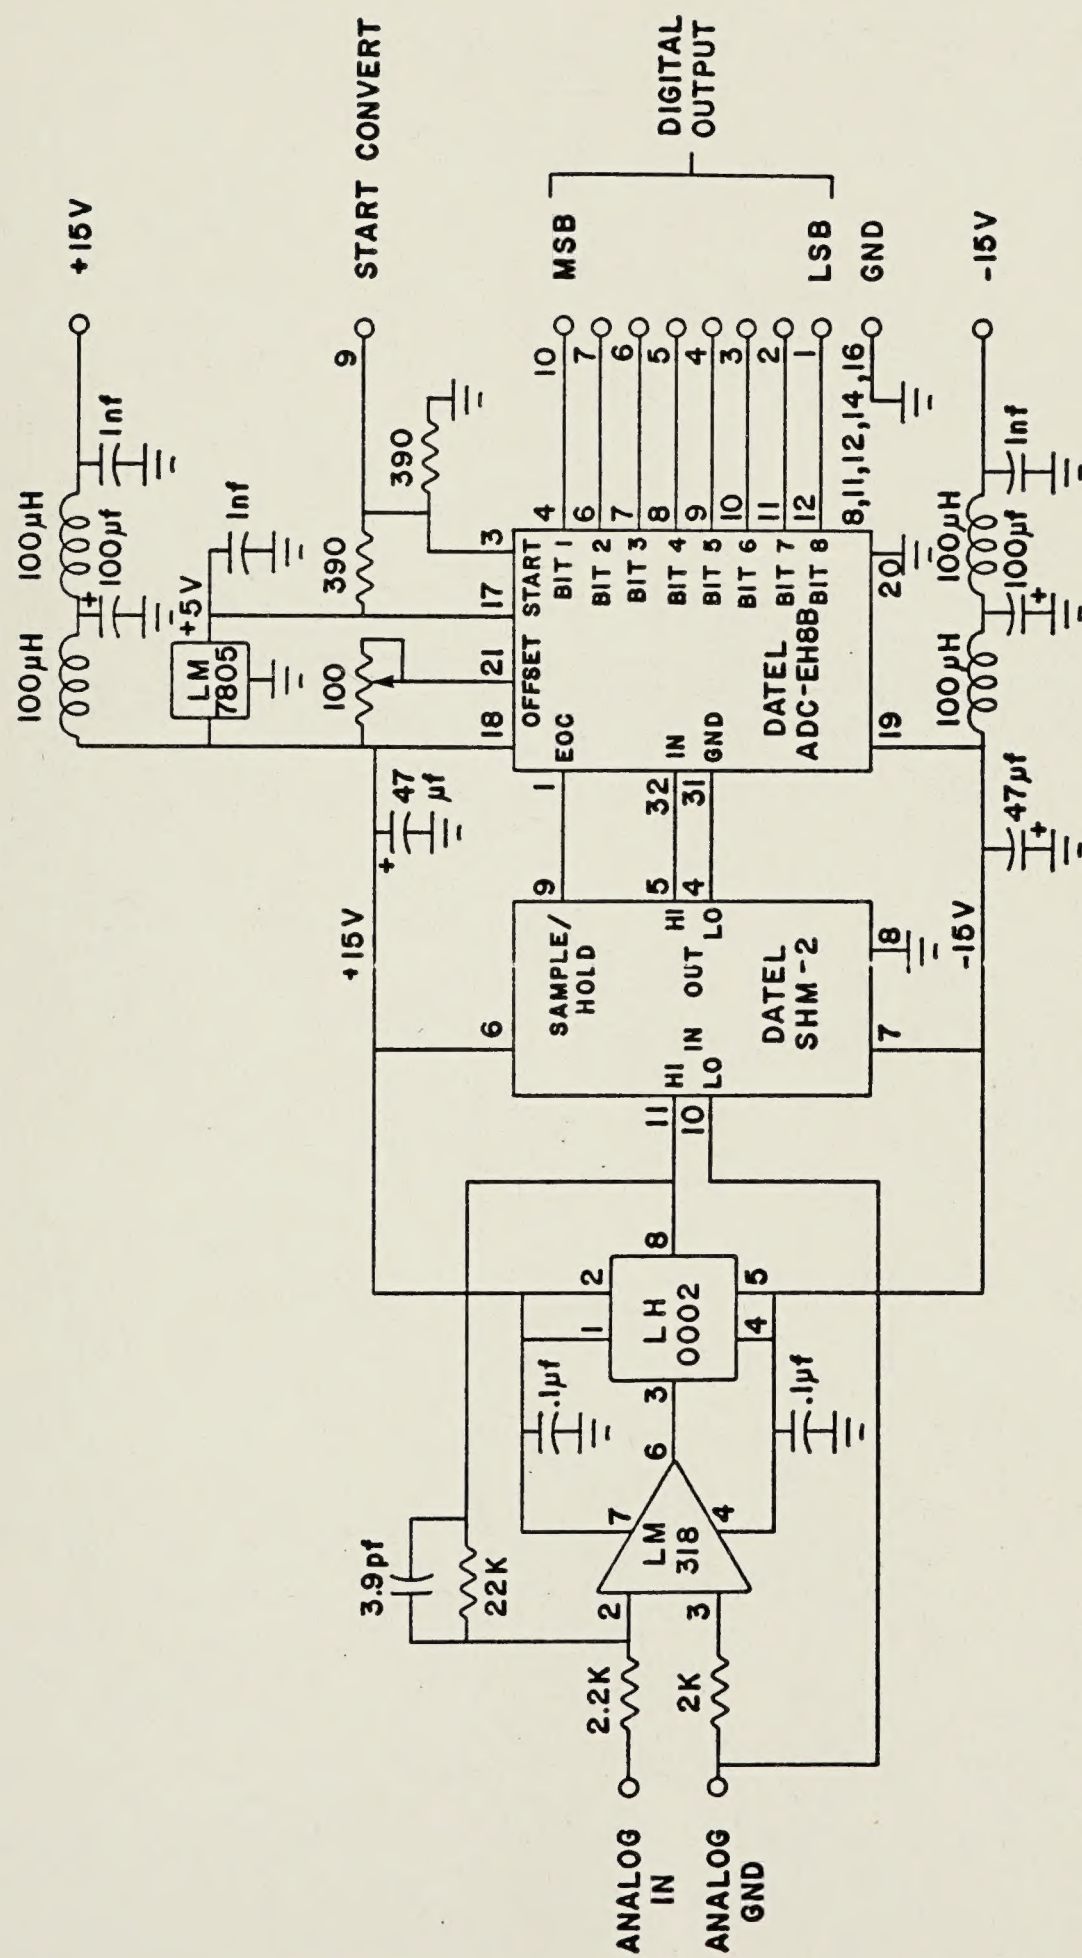 100µH
100µH
+15V
+
100µf
1nf
LM
7805
+5V
1nf
+15V
+
47
µf
100
390
390
9
START CONVERT
3.9pf
22K
6
18
21
17
3
OFFSET
START
1
EOC
9
SAMPLE/
HOLD
4
BIT 1
10
MSB
6
BIT 2
7
7
BIT 3
6
8
BIT 4
5
9
BIT 5
4
10
BIT 6
3
11
BIT 7
2
12
BIT 8
1
LSB
DIGITAL
OUTPUT
8,11,12,14,16
GND
ANALOG
IN
2.2K
2
ANALOG
GND
2K
3
LM
318
7
4
6
.1µf
.1µf
3
1
2
LH
0002
8
4
5
11
10
HI
IN
LO
OUT
HI
LO
5
4
32
31
IN
GND
DATEL
SHM-2
DATEL
ADC-EH8B
7
8
19
20
-15V
47µf
+
100µH
100µH
100µf
+
1nf
-15V